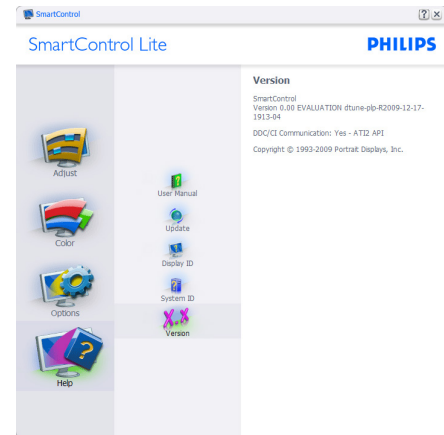 SmartControl
SmartControl Lite
PHILIPS
Adjust
Color
Options
Help
User Manual
Update
Display ID
System ID
X.X
Version
Version
SmartControl
Version 0.00 EVALUATION dtune-plp-R2009-12-17-
1913-04
DDC/CI Communication: Yes - ATI2 API
Copyright © 1993-2009 Portrait Displays, Inc.